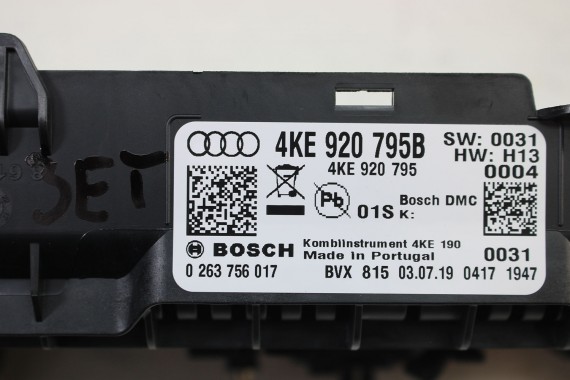 4KE 920 795B
SW: 0031
4KE 920 795
HW: H13
0004
Pb
01S
Bosch DMC
K:
BOSCH
Kombiinstrument 4KE 190
Made in Portugal
0031
0 263 756 017
BVX 815 03.07.19 0417 1947
SET